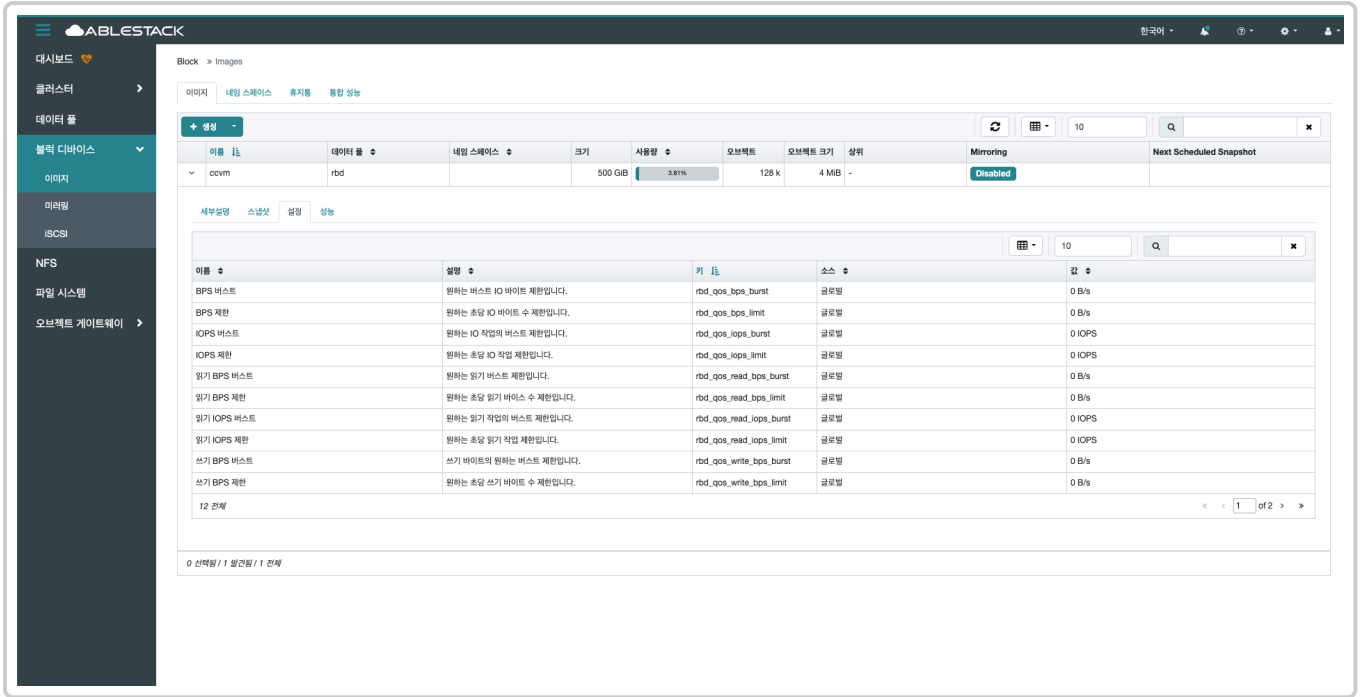 ABLESTACK
한국어
대시보드
클러스터
데이터 풀
블럭 디바이스
이미지
미러링
iSCSI
NFS
파일 시스템
오브젝트 게이트웨이
Block » Images
이미지 네임 스페이스 휴지통 통합 성능
+ 생성 10
이름 데이터 풀 네임 스페이스 크기 사용량 오브젝트 오브젝트 크기 상위 Mirroring Next Scheduled Snapshot
ccvm rbd 500 GiB 3.81% 128 k 4 MiB - Disabled
세부설명 스냅샷 설정 성능
10
이름 설명 키 소스 값
BPS 버스트 원하는 버스트 IO 바이트 제한입니다. rbd_qos_bps_burst 글로벌 0 B/s
BPS 제한 원하는 초당 IO 바이트 수 제한입니다. rbd_qos_bps_limit 글로벌 0 B/s
IOPS 버스트 원하는 IO 작업의 버스트 제한입니다. rbd_qos_iops_burst 글로벌 0 IOPS
IOPS 제한 원하는 초당 IO 작업 제한입니다. rbd_qos_iops_limit 글로벌 0 IOPS
읽기 BPS 버스트 원하는 읽기 버스트 제한입니다. rbd_qos_read_bps_burst 글로벌 0 B/s
읽기 BPS 제한 원하는 초당 읽기 바이스 수 제한입니다. rbd_qos_read_bps_limit 글로벌 0 B/s
읽기 IOPS 버스트 원하는 읽기 작업의 버스트 제한입니다. rbd_qos_read_iops_burst 글로벌 0 IOPS
읽기 IOPS 제한 원하는 초당 읽기 작업 제한입니다. rbd_qos_read_iops_limit 글로벌 0 IOPS
쓰기 BPS 버스트 쓰기 바이트의 원하는 버스트 제한입니다. rbd_qos_write_bps_burst 글로벌 0 B/s
쓰기 BPS 제한 원하는 초당 쓰기 바이트 수 제한입니다. rbd_qos_write_bps_limit 글로벌 0 B/s
12 전체 « ‹ 1 of 2 › »
0 선택됨 / 1 발견됨 / 1 전체